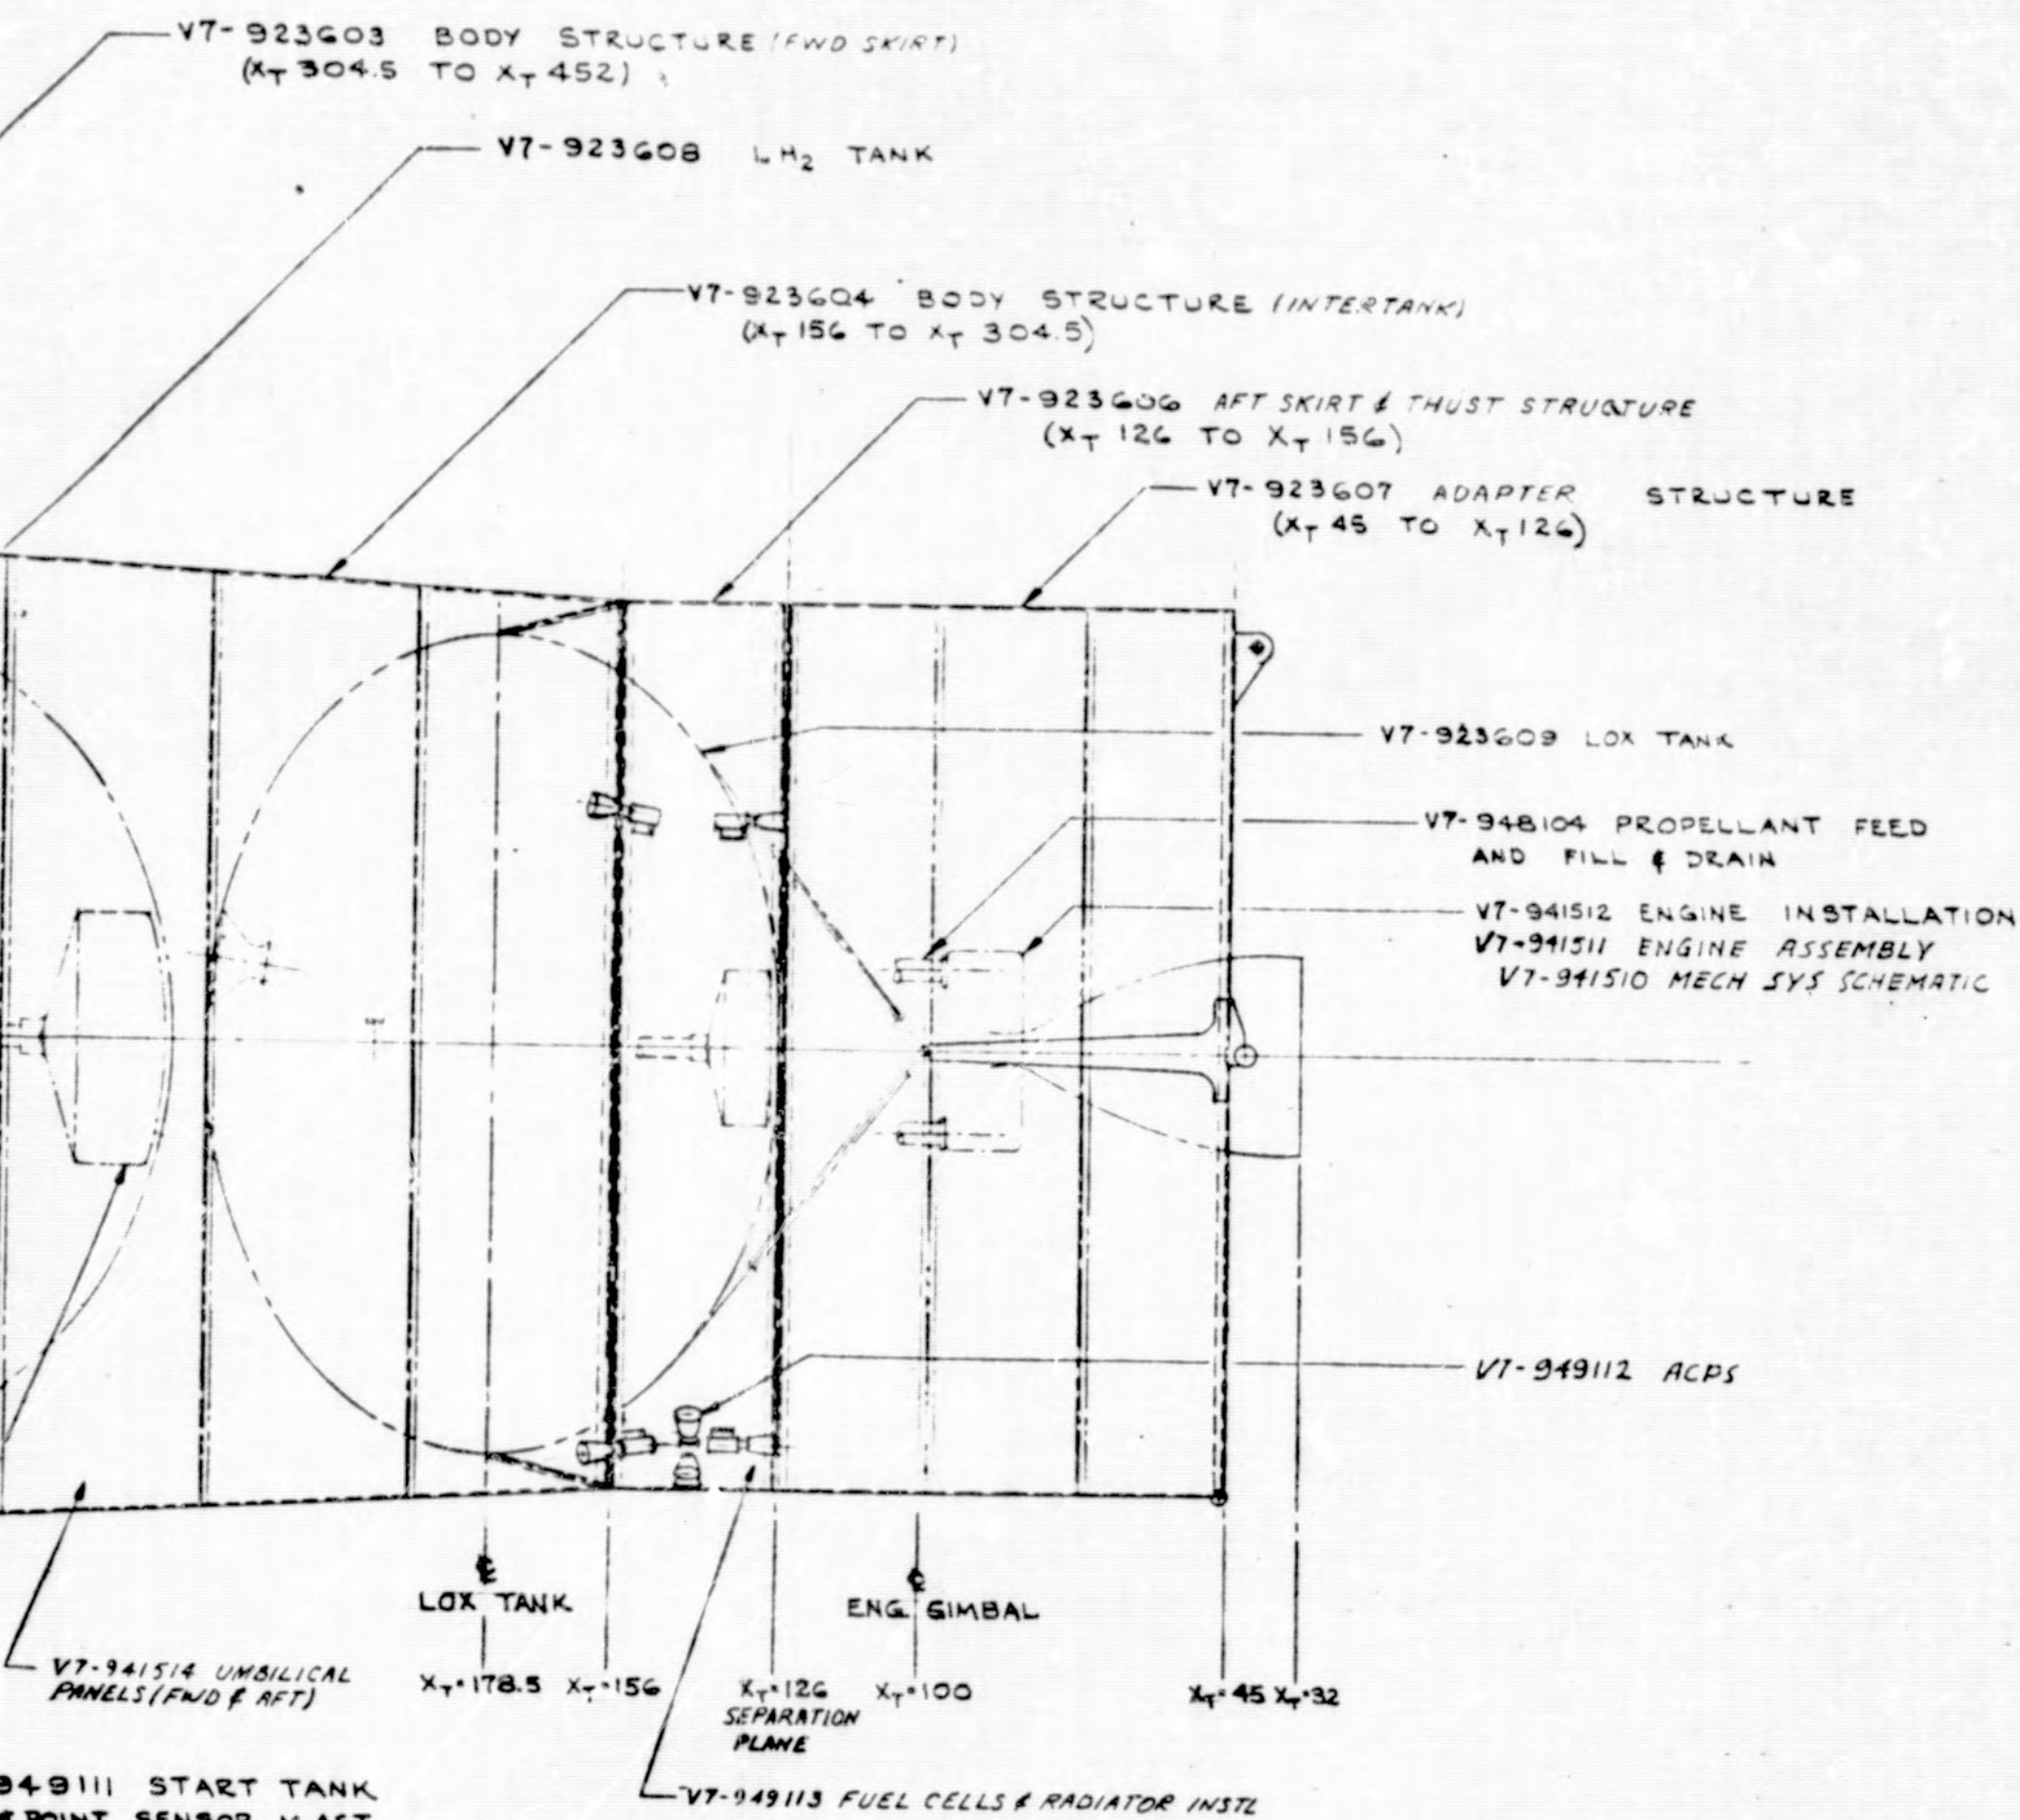 V7-923603 BODY STRUCTURE (FWD SKIRT)
(XT 304.5 TO XT 452)
V7-923608 LH2 TANK
V7-923604 BODY STRUCTURE (INTERTANK)
(XT 156 TO XT 304.5)
V7-923606 AFT SKIRT & THUST STRUCTURE
(XT 126 TO XT 156)
V7-923607 ADAPTER STRUCTURE
(XT 45 TO XT 126)
V7-923609 LOX TANK
V7-948104 PROPELLANT FEED
AND FILL & DRAIN
V7-941512 ENGINE INSTALLATION
V7-941511 ENGINE ASSEMBLY
V7-941510 MECH SYS SCHEMATIC
V7-949112 ACPS
℄
LOX TANK
℄
ENG GIMBAL
V7-941514 UMBILICAL
PANELS (FWD & AFT)
XT=178.5 XT=156 XT=126 XT=100 XT=45 XT=32
SEPARATION
PLANE
949111 START TANK
POINT SENSOR MAST
V7-949113 FUEL CELLS & RADIATOR INSTL